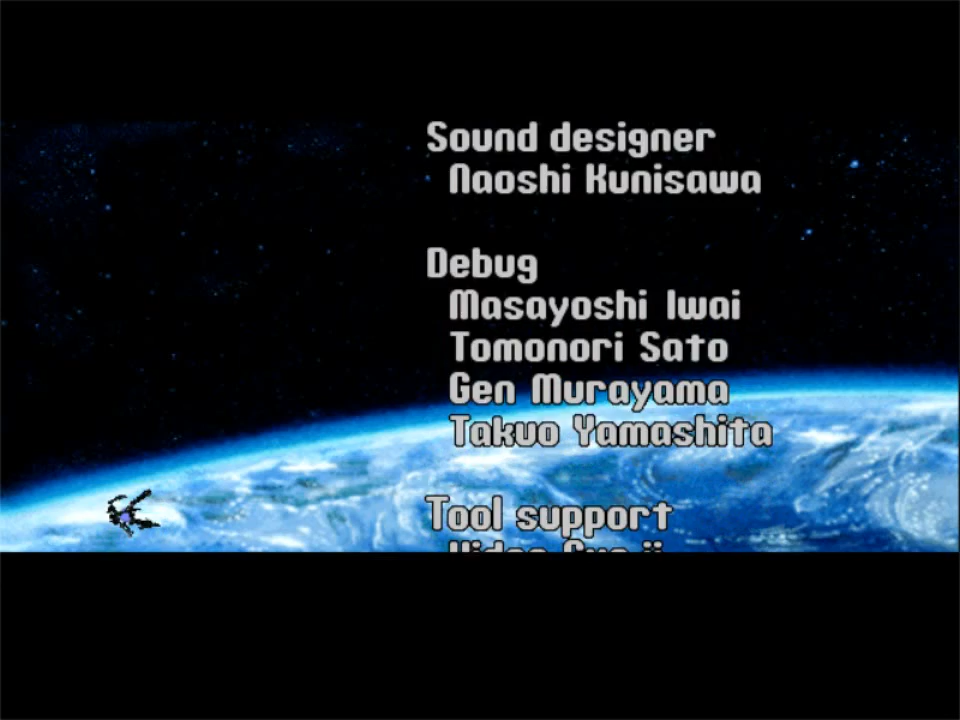 Sound designer
Naoshi Kunisawa
Debug
Masayoshi Iwai
Tomonori Sato
Gen Murayama
Takuo Yamashita
Tool support